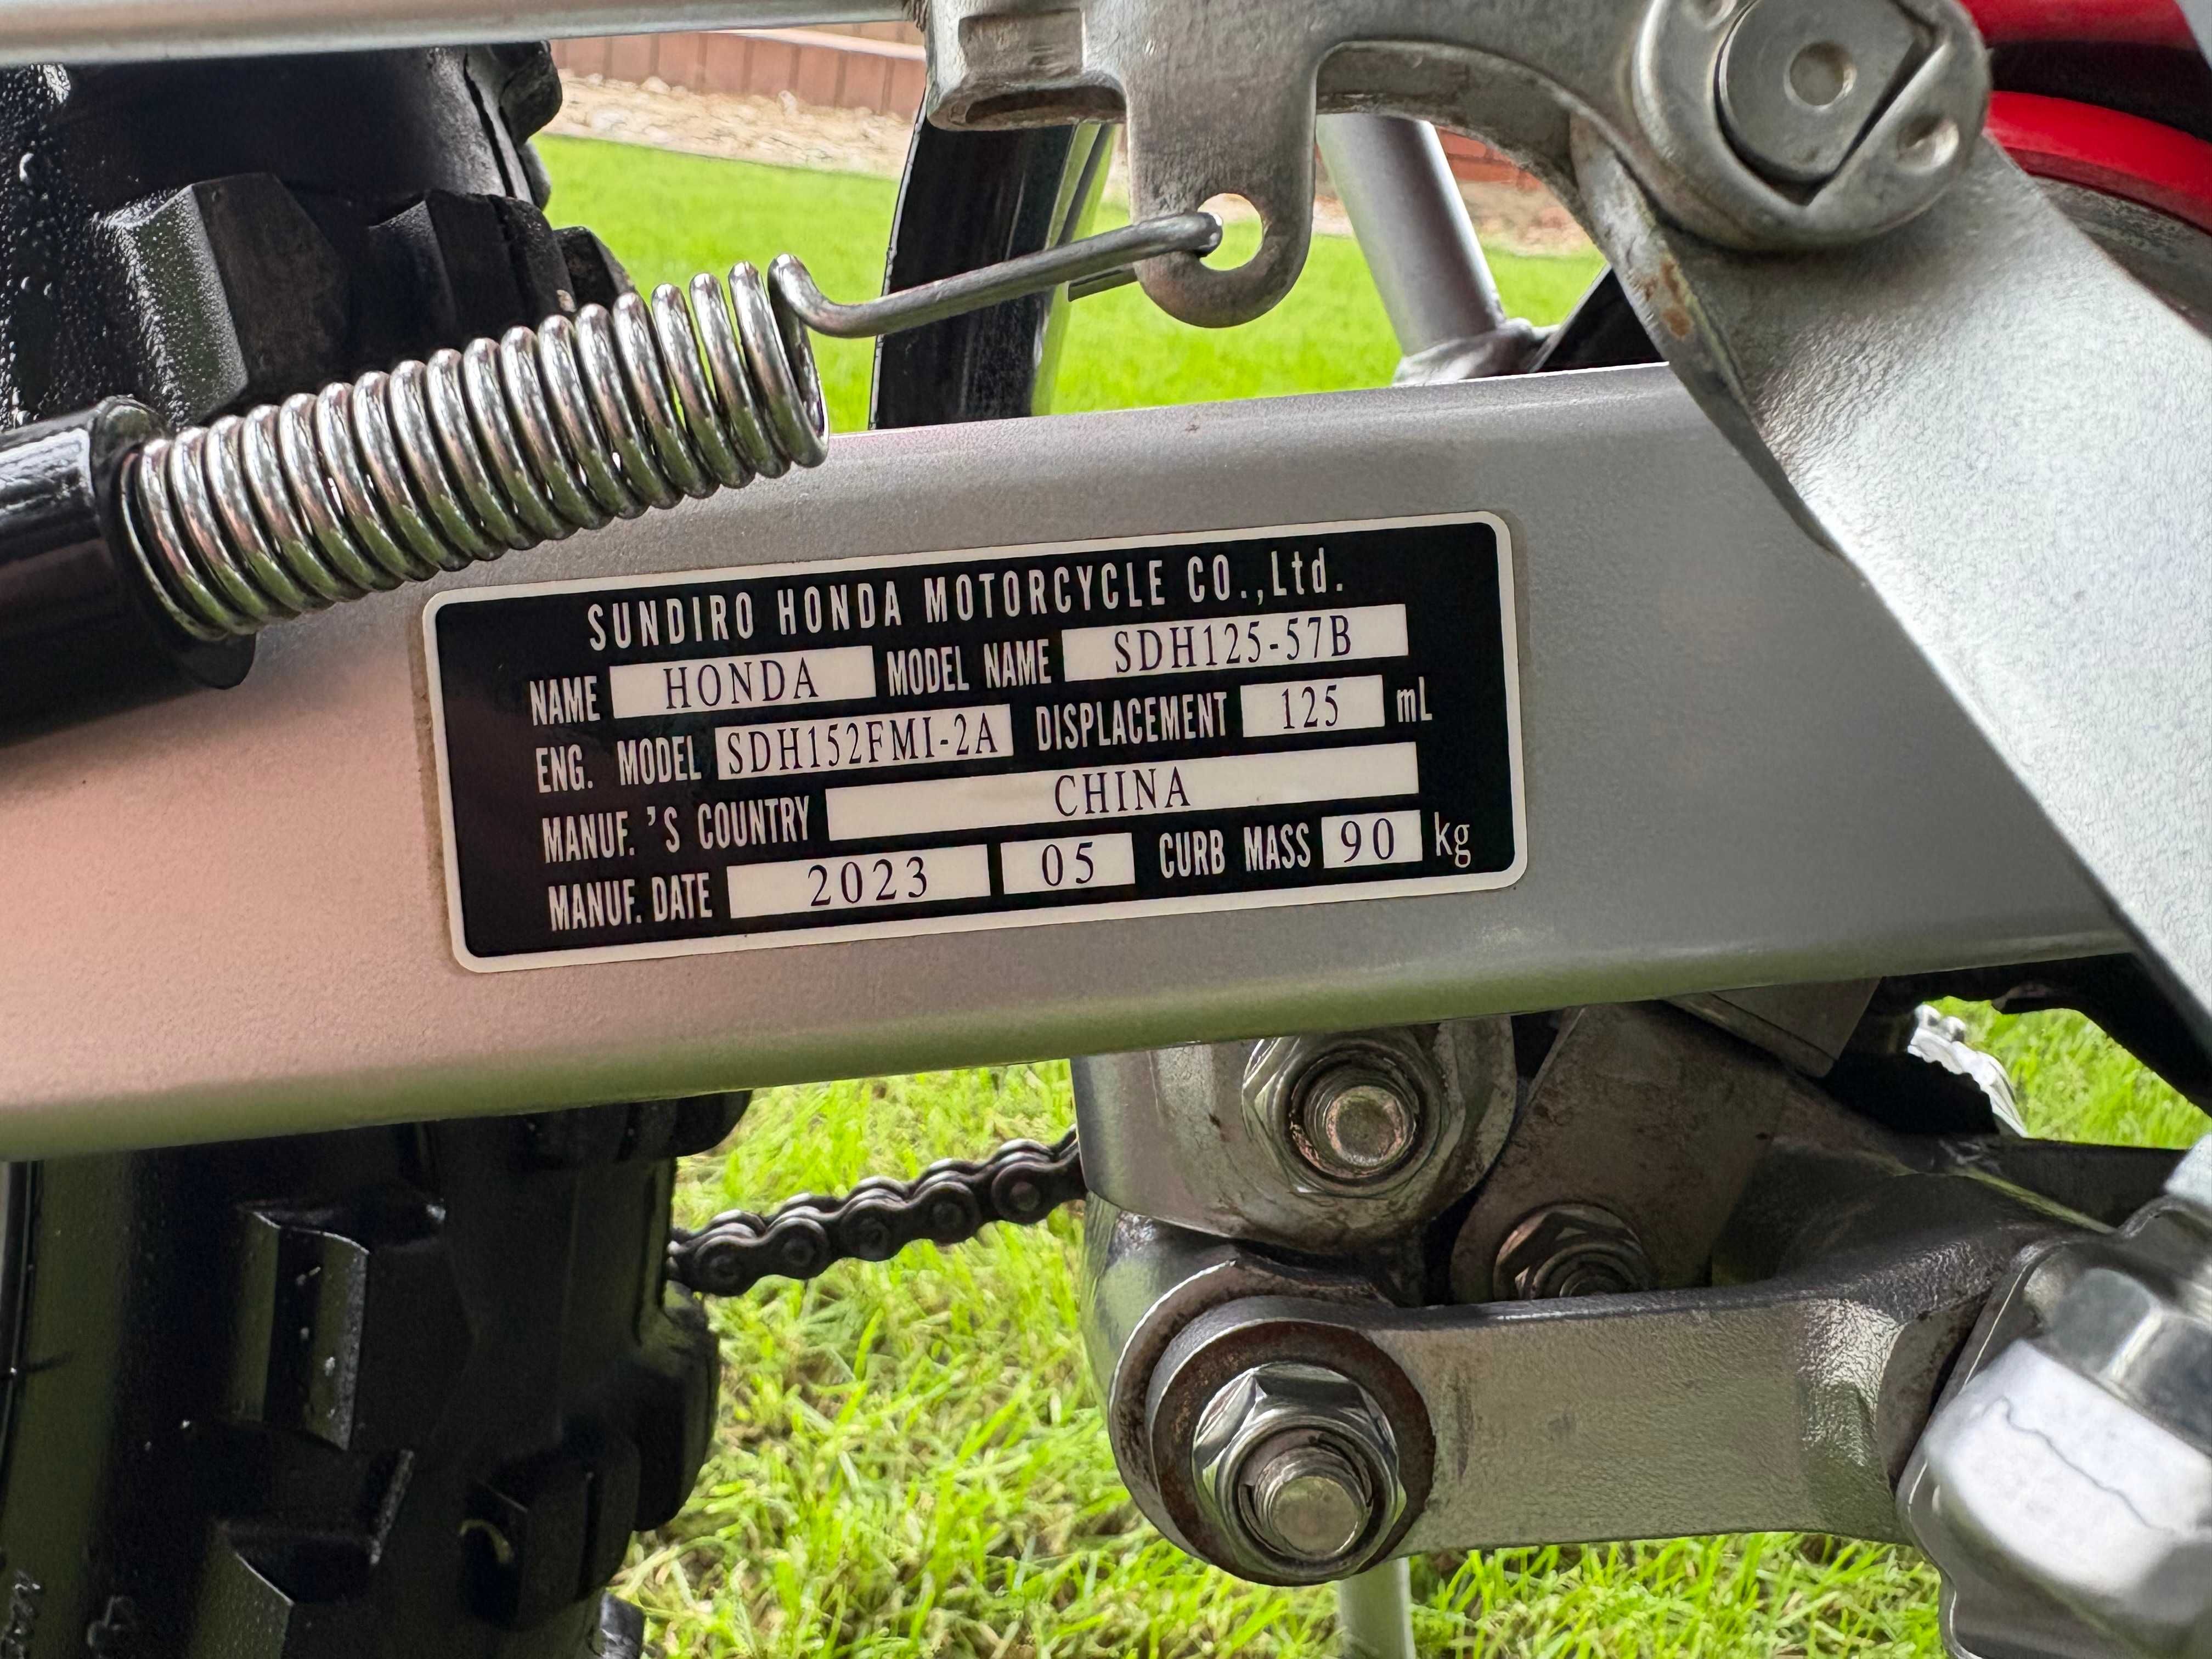 SUNDIRO HONDA MOTORCYCLE CO.,Ltd.
NAME HONDA MODEL NAME SDH125-57B
ENG. MODEL SDH152FMI-2A DISPLACEMENT 125 mL
MANUF.'S COUNTRY CHINA
MANUF. DATE 2023 05 CURB MASS 90 kg